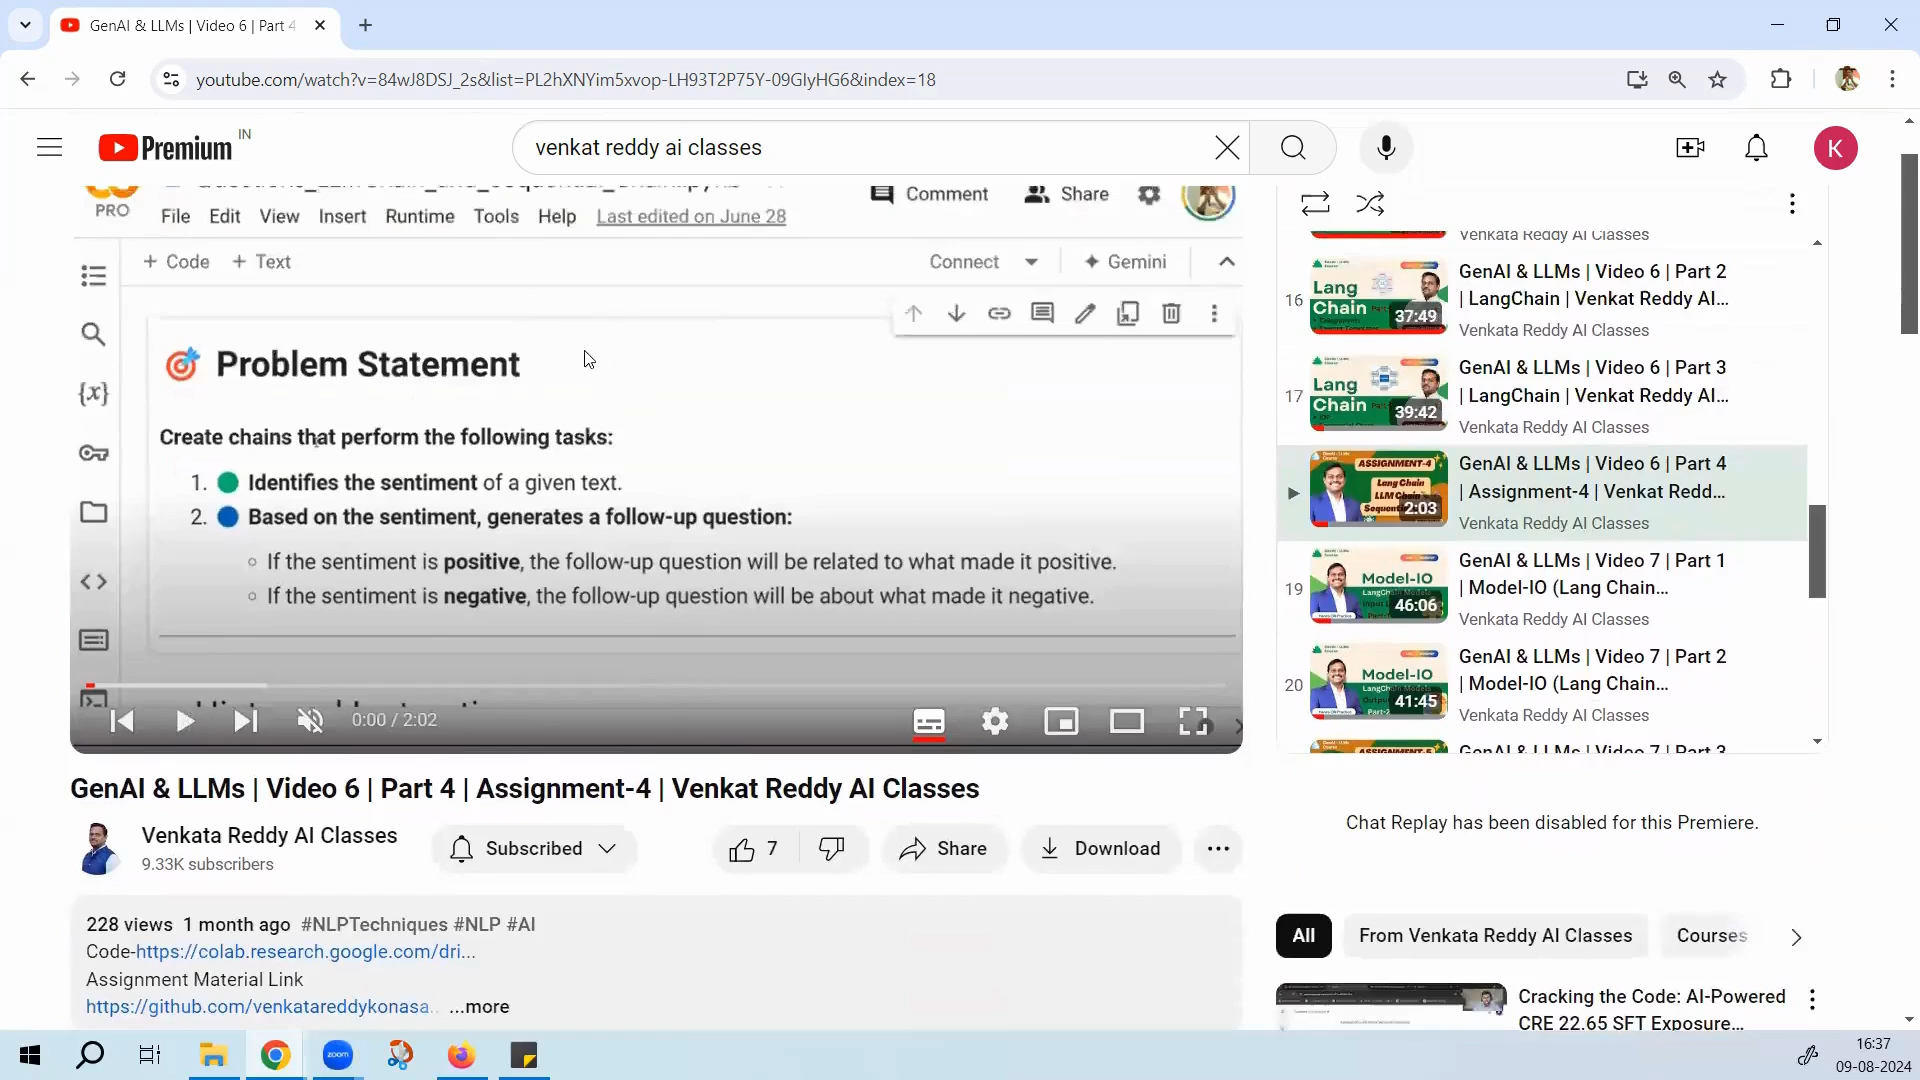 GenAI & LLMs | Video 6 | Part 4
youtube.com/watch?v=84wJ8DSJ_2s&list=PL2hXNYim5xvop-LH93T2P75Y-09GIyHG6&index=18
Premium IN
venkat reddy ai classes
K
PRO
Comment
Share
File Edit View Insert Runtime Tools Help Last edited on June 28
+ Code + Text
Connect
Gemini
Problem Statement
Create chains that perform the following tasks:
1. Identifies the sentiment of a given text.
2. Based on the sentiment, generates a follow-up question:
If the sentiment is positive, the follow-up question will be related to what made it positive.
If the sentiment is negative, the follow-up question will be about what made it negative.
0:00 / 2:02
GenAI & LLMs | Video 6 | Part 4 | Assignment-4 | Venkat Reddy AI Classes
Venkata Reddy AI Classes
9.33K subscribers
Subscribed
7
Share
Download
228 views 1 month ago #NLPTechniques #NLP #AI
Code-https://colab.research.google.com/dri...
Assignment Material Link
https://github.com/venkatareddykonasa.. ...more
Venkata Reddy AI Classes
16
Lang
Chain
37:49
GenAI & LLMs | Video 6 | Part 2
| LangChain | Venkat Reddy AI...
Venkata Reddy AI Classes
17
Lang
Chain
39:42
GenAI & LLMs | Video 6 | Part 3
| LangChain | Venkat Reddy AI...
Venkata Reddy AI Classes
ASSIGNMENT-4
Lang Chain
LLM Chain
2:03
GenAI & LLMs | Video 6 | Part 4
| Assignment-4 | Venkat Redd...
Venkata Reddy AI Classes
19
Model-IO
46:06
GenAI & LLMs | Video 7 | Part 1
| Model-IO (Lang Chain...
Venkata Reddy AI Classes
20
Model-IO
41:45
GenAI & LLMs | Video 7 | Part 2
| Model-IO (Lang Chain...
Venkata Reddy AI Classes
GenAI & LLMs | Video 7 | Part 3
Chat Replay has been disabled for this Premiere.
All
From Venkata Reddy AI Classes
Courses
Cracking the Code: AI-Powered
CRE 22.65 SFT Exposure...
zoom
16:37
09-08-2024